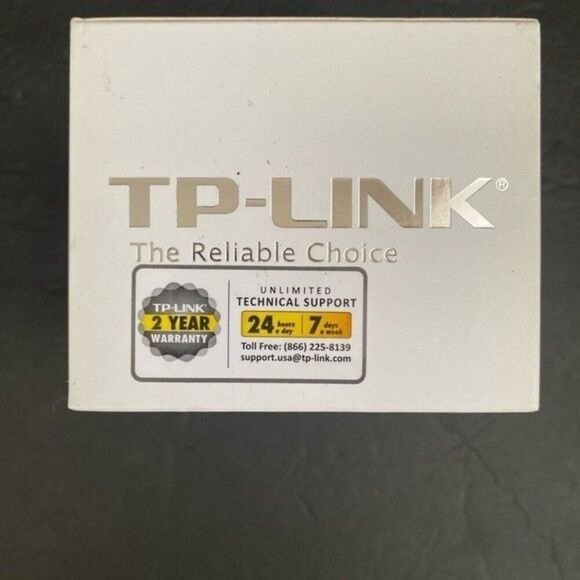 TP-LINK®
The Reliable Choice
TP-LINK®
2 YEAR
WARRANTY
UNLIMITED
TECHNICAL SUPPORT
24 hours a day 7 days a week
Toll Free: (866) 225-8139
support.usa@tp-link.com